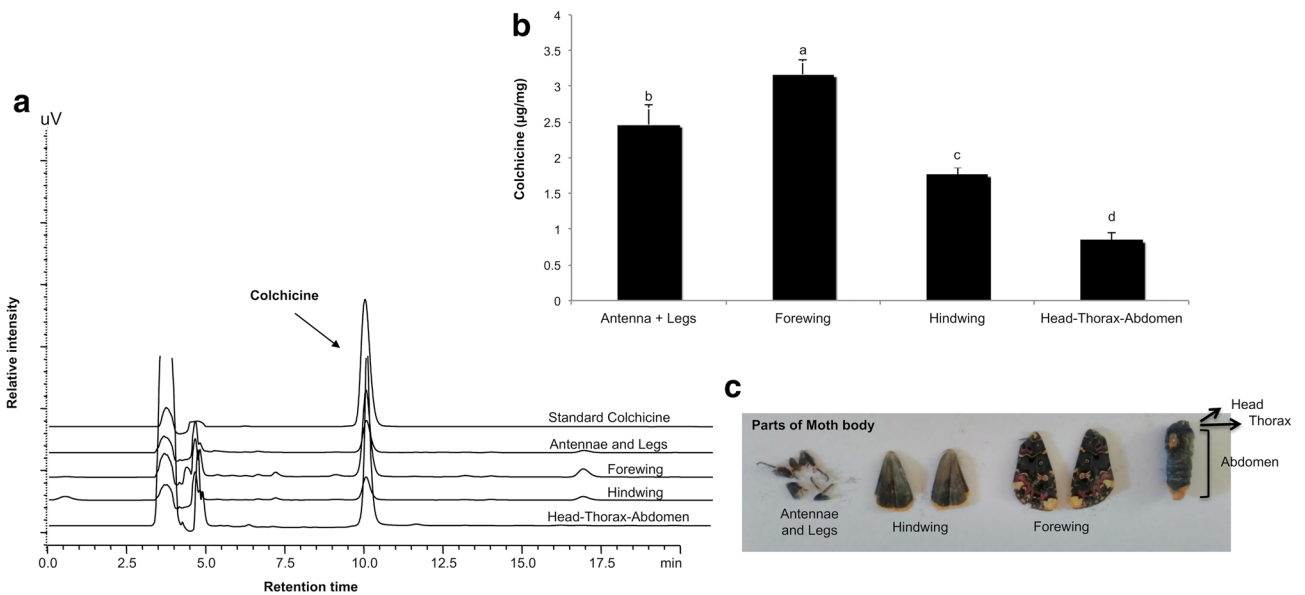 a
uV
Relative intensity
Colchicine
Standard Colchicine
Antennae and Legs
Forewing
Hindwing
Head-Thorax-Abdomen
0.0 2.5 5.0 7.5 10.0 12.5 15.0 17.5 min
Retention time
b
Colchicine (µg/mg)
4
3.5
3
2.5
2
1.5
1
0.5
0
b
a
c
d
Antenna + Legs Forewing Hindwing Head-Thorax-Abdomen
c
Parts of Moth body
Head
Thorax
Abdomen
Antennae
and Legs
Hindwing
Forewing